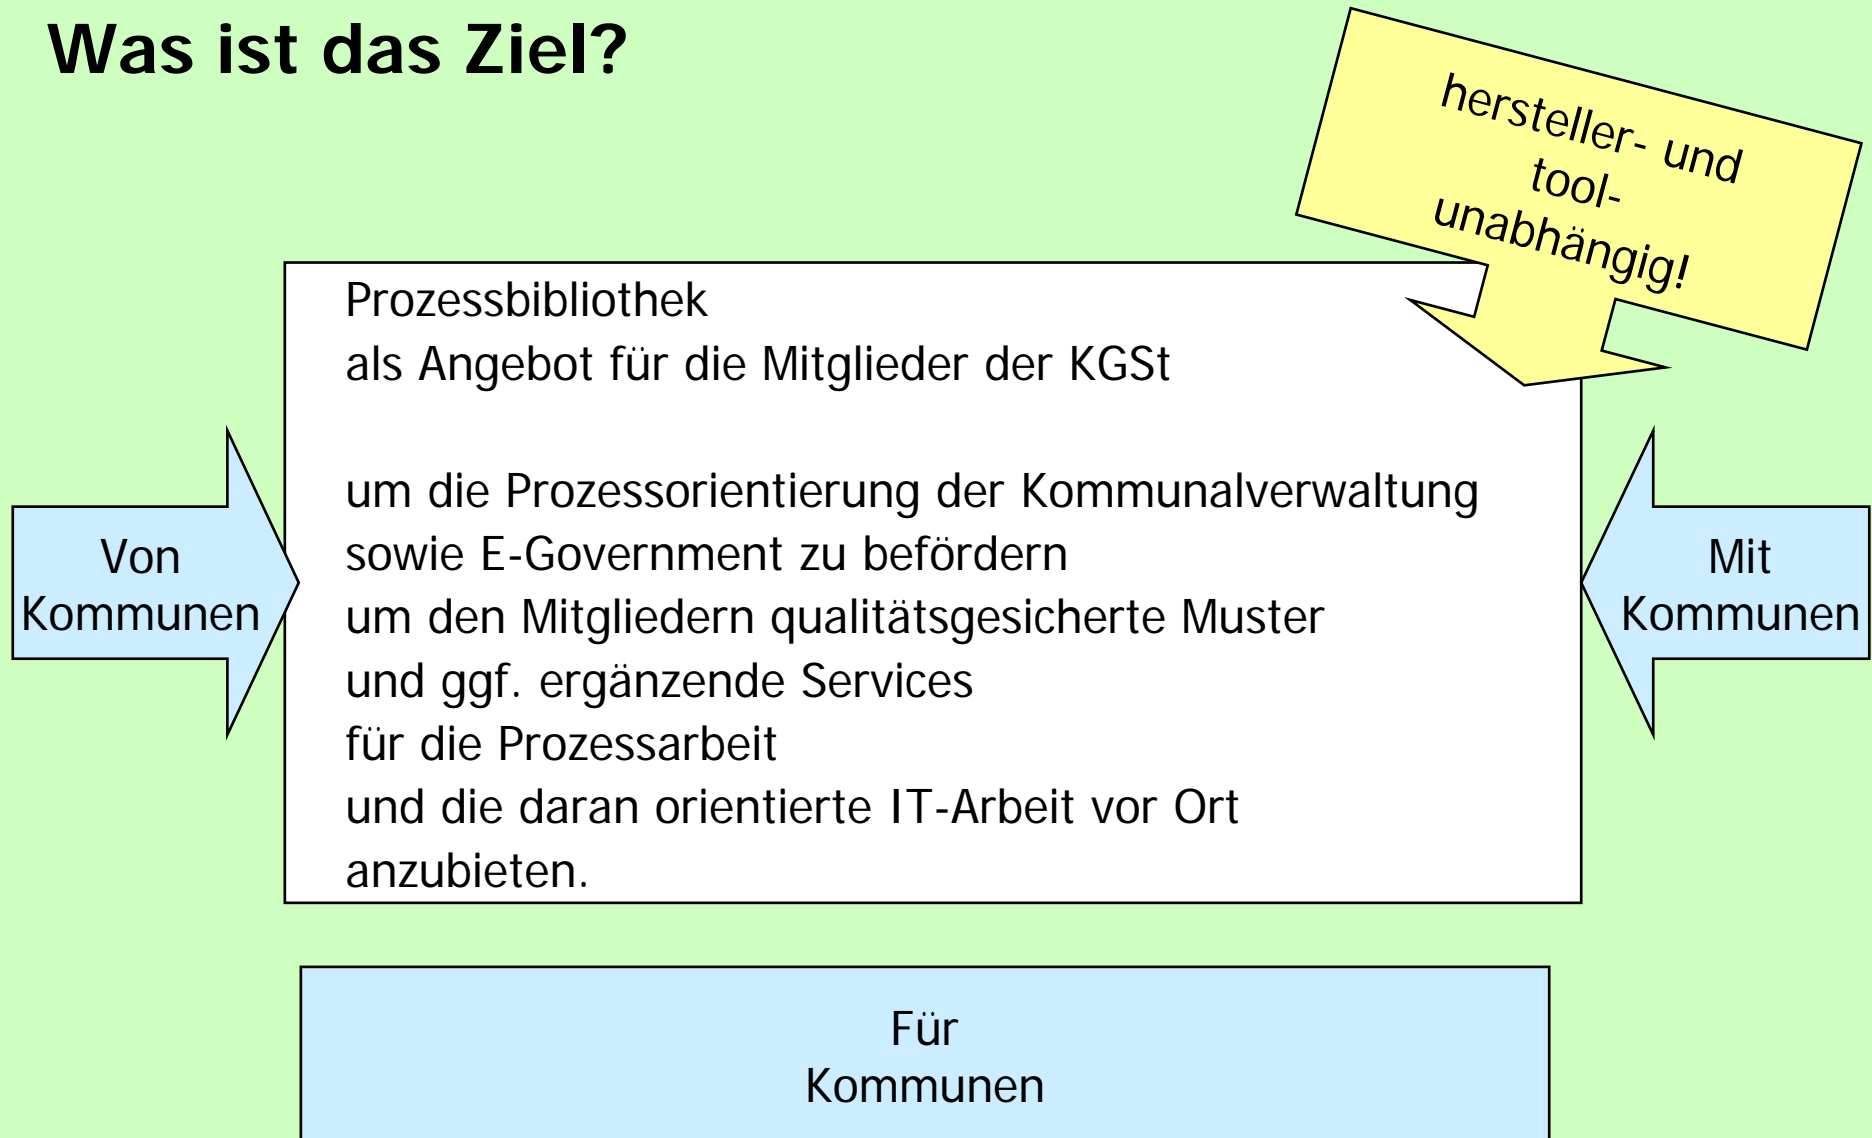 Was ist das Ziel?
hersteller- und
tool-
unabhängig!
Prozessbibliothek
als Angebot für die Mitglieder der KGSt
um die Prozessorientierung der Kommunalverwaltung
sowie E-Government zu befördern
um den Mitgliedern qualitätsgesicherte Muster
und ggf. ergänzende Services
für die Prozessarbeit
und die daran orientierte IT-Arbeit vor Ort
anzubieten.
Von
Kommunen
Mit
Kommunen
Für
Kommunen